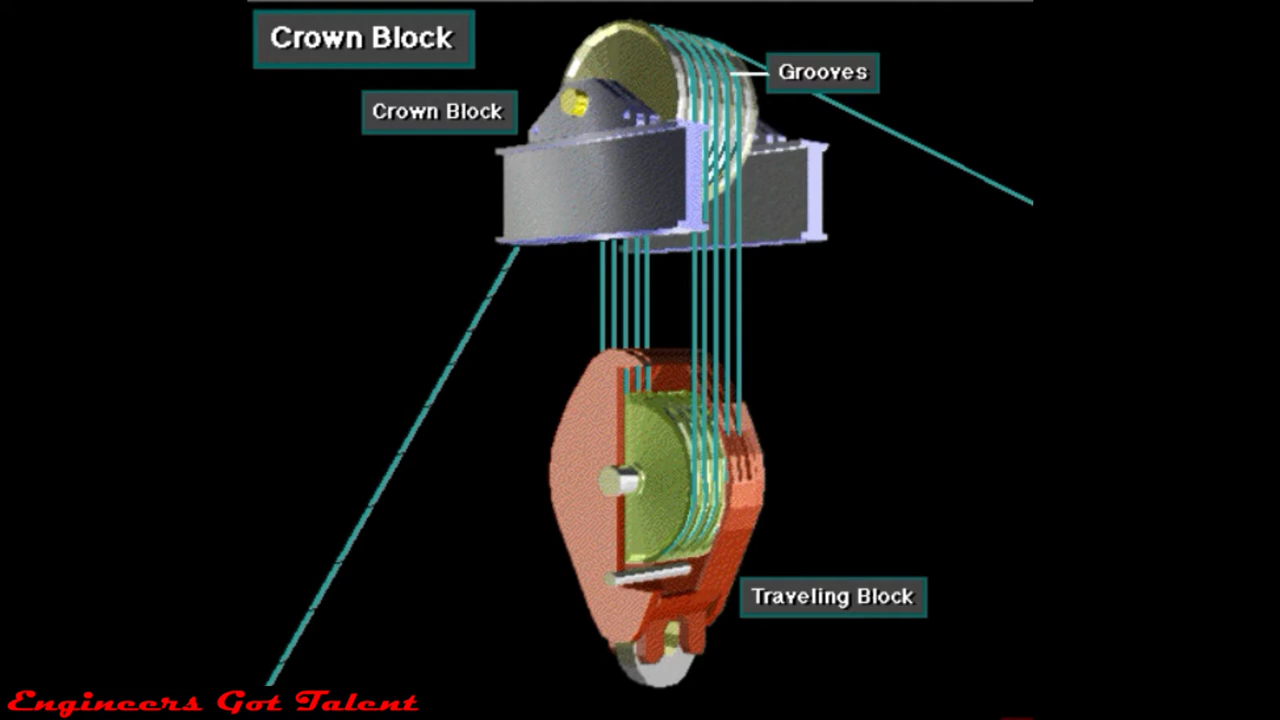 Crown Block
Grooves
Crown Block
Traveling Block
Engineers Got Talent